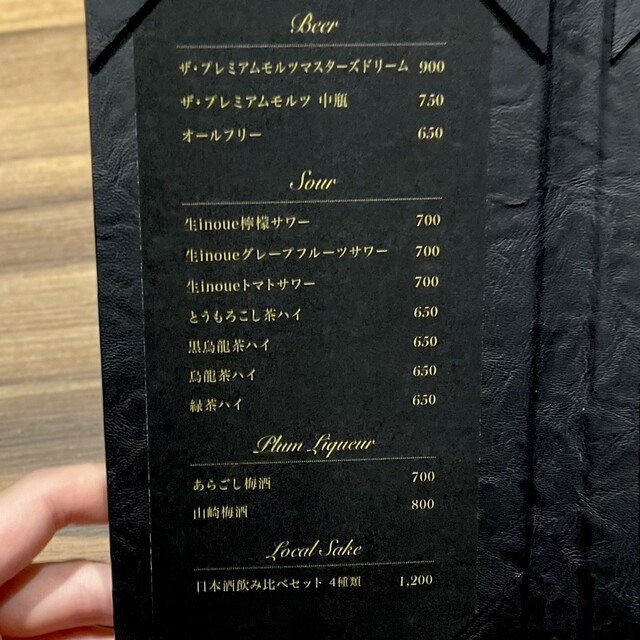 Beer
ザ・プレミアムモルツマスターズドリーム 900
ザ・プレミアムモルツ 中瓶 750
オールフリー 650
Sour
生inoue檸檬サワー 700
生inoueグレープフルーツサワー 700
生inoueトマトサワー 700
とうもろこし茶ハイ 650
黒烏龍茶ハイ 650
烏龍茶ハイ 650
緑茶ハイ 650
Plum Liqueur
あらごし梅酒 700
山崎梅酒 800
Local Sake
日本酒飲み比べセット 4種類 1,200